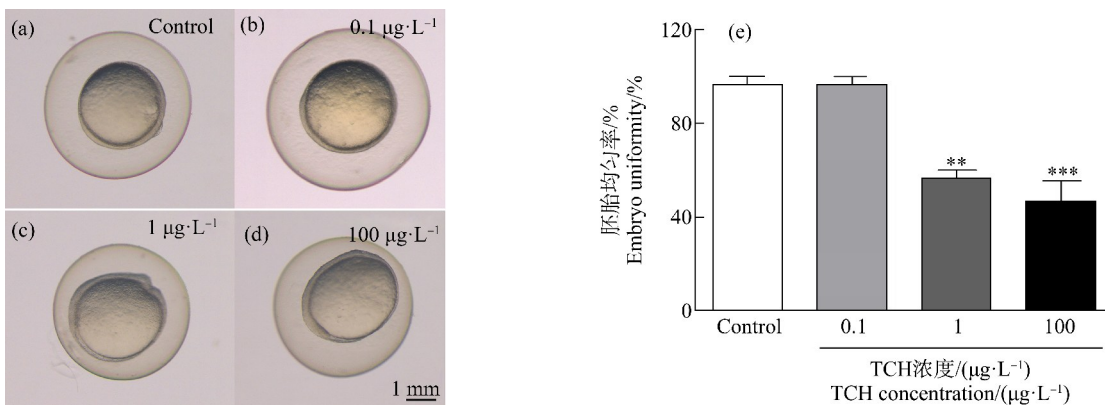 (a)
Control
(b)
0.1 μg·L⁻¹
(c)
1 μg·L⁻¹
(d)
100 μg·L⁻¹
1 mm
(e)
胚胎均匀率/%
Embryo uniformity/%
120
80
40
0
**
***
Control
0.1
1
100
TCH浓度/(μg·L⁻¹)
TCH concentration/(μg·L⁻¹)